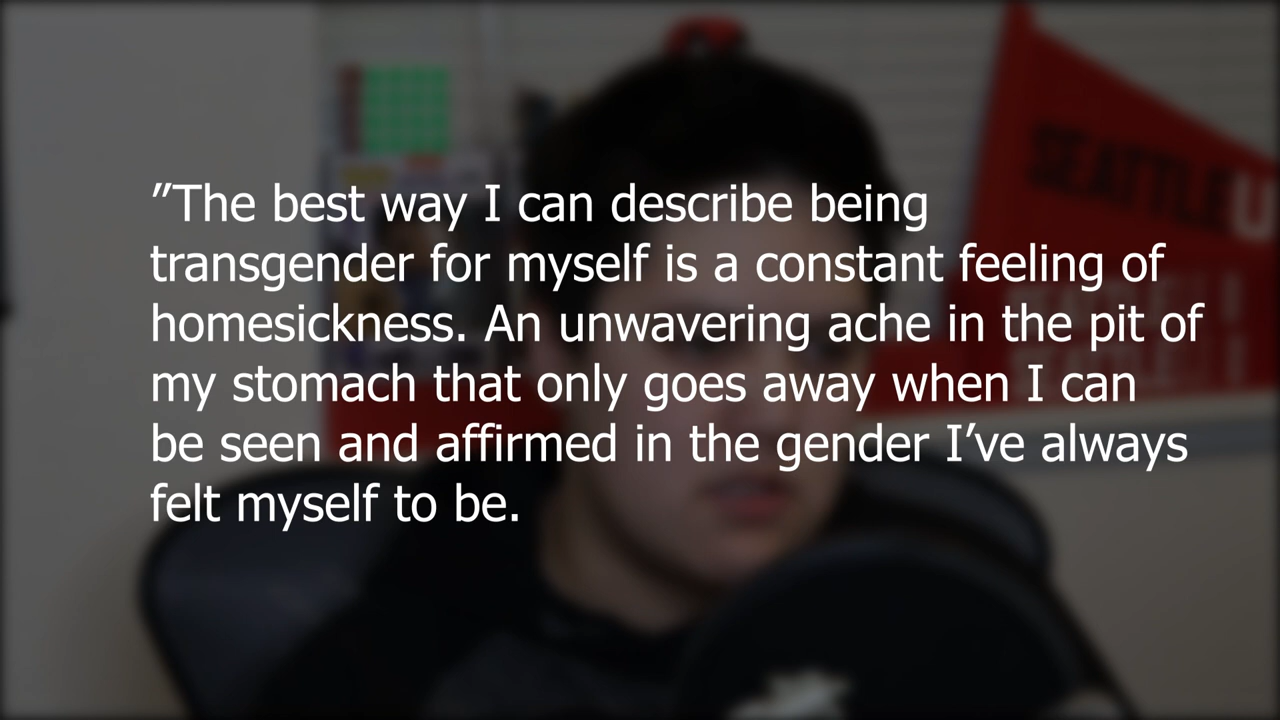 ”The best way I can describe being
transgender for myself is a constant feeling of
homesickness. An unwavering ache in the pit of
my stomach that only goes away when I can
be seen and affirmed in the gender I’ve always
felt myself to be.
SEATTLEU